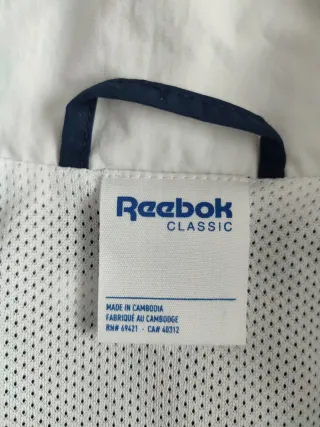 Reebok
CLASSIC
MADE IN CAMBODIA
FABRIQUÉ AU CAMBODGE
RN# 69421 - CA# 40312